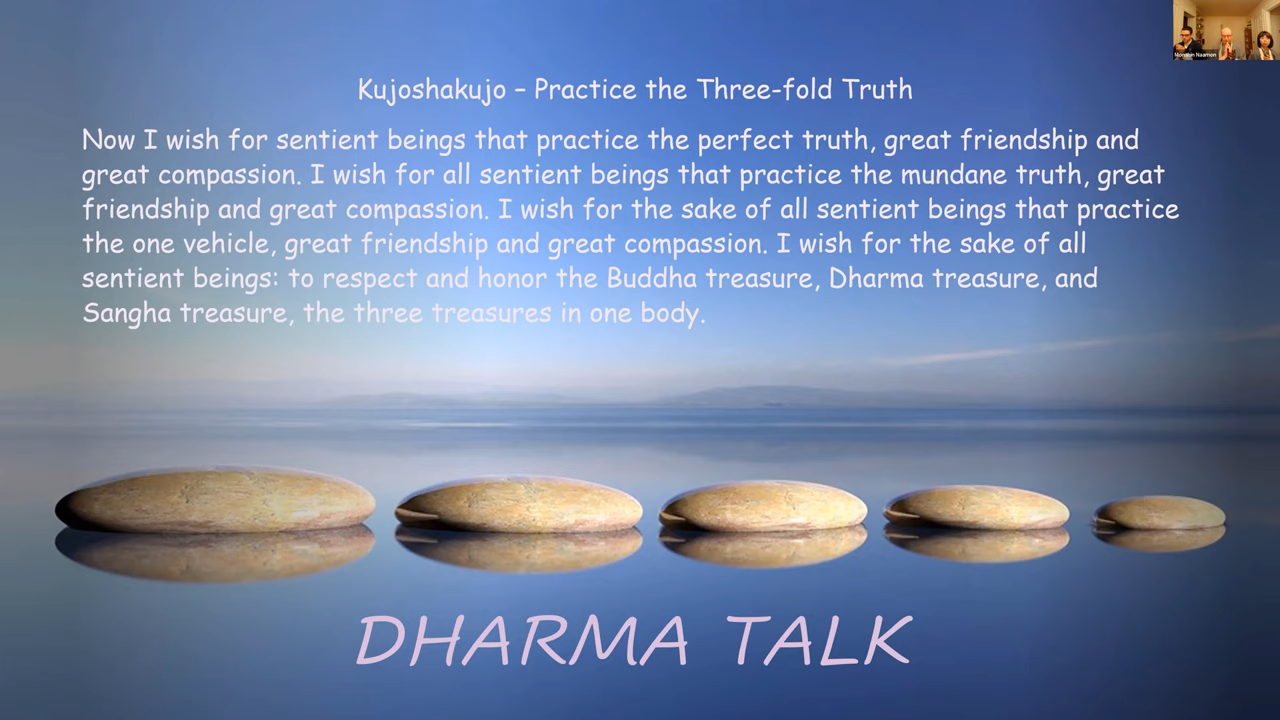 Kujoshakujo – Practice the Three-fold Truth
Now I wish for sentient beings that practice the perfect truth, great friendship and
great compassion. I wish for all sentient beings that practice the mundane truth, great
friendship and great compassion. I wish for the sake of all sentient beings that practice
the one vehicle, great friendship and great compassion. I wish for the sake of all
sentient beings: to respect and honor the Buddha treasure, Dharma treasure, and
Sangha treasure, the three treasures in one body.
DHARMA TALK